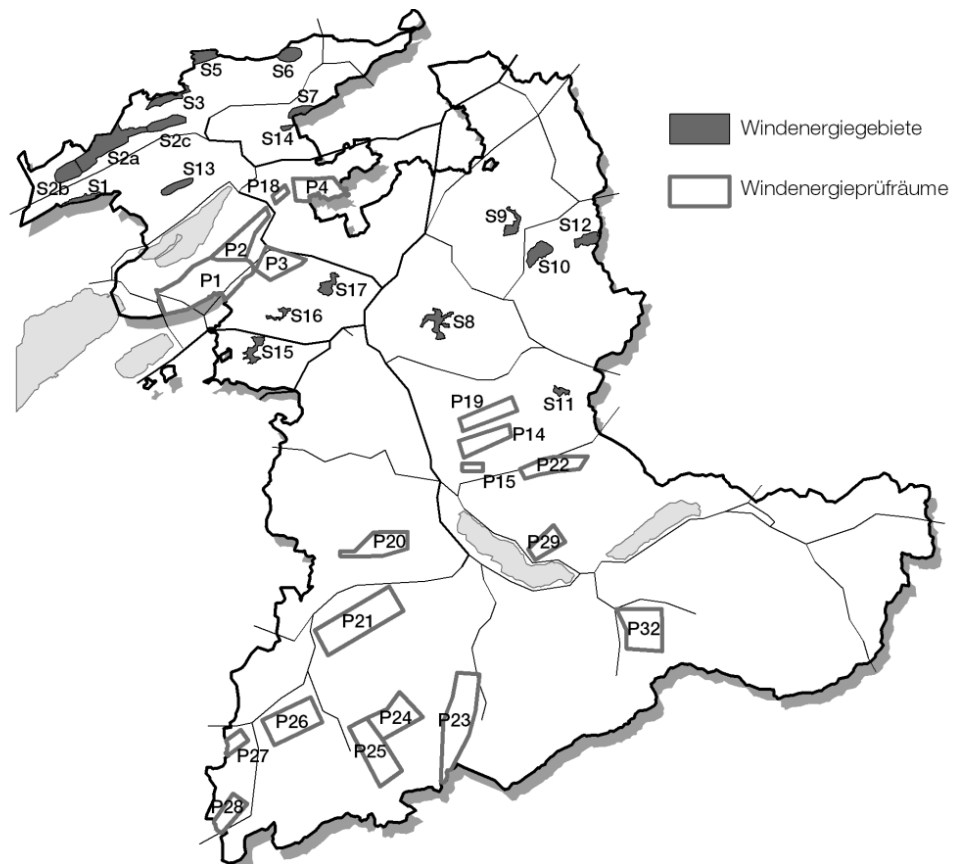 S5
S6
S3
S7
S2c
S14
S2a
S2b
S1
S13
P18
P4
S9
S12
P2
S10
P3
P1
S17
S16
S8
S15
P19
S11
P14
P22
P15
P20
P29
P21
P32
P26
P24
P23
P25
P27
P28
Windenergiegebiete
Windenergieprüfräume